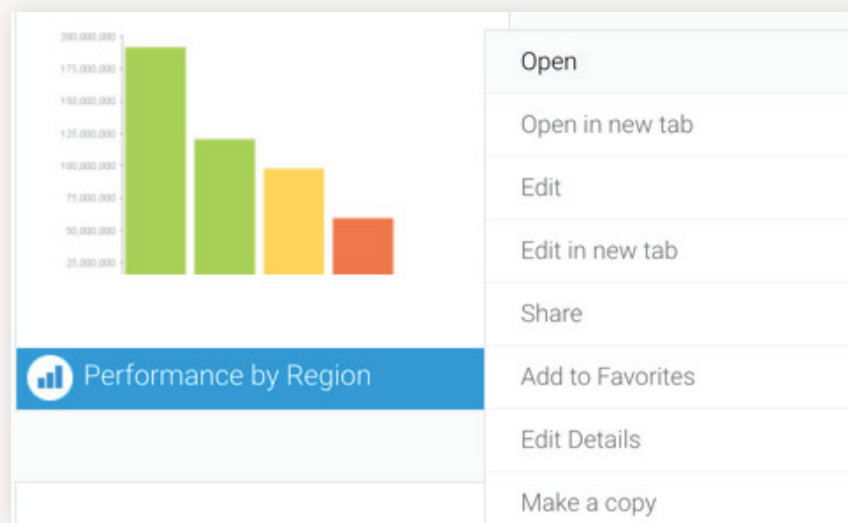 200,000,000
175,000,000
150,000,000
125,000,000
100,000,000
75,000,000
50,000,000
25,000,000
Performance by Region
Open
Open in new tab
Edit
Edit in new tab
Share
Add to Favorites
Edit Details
Make a copy